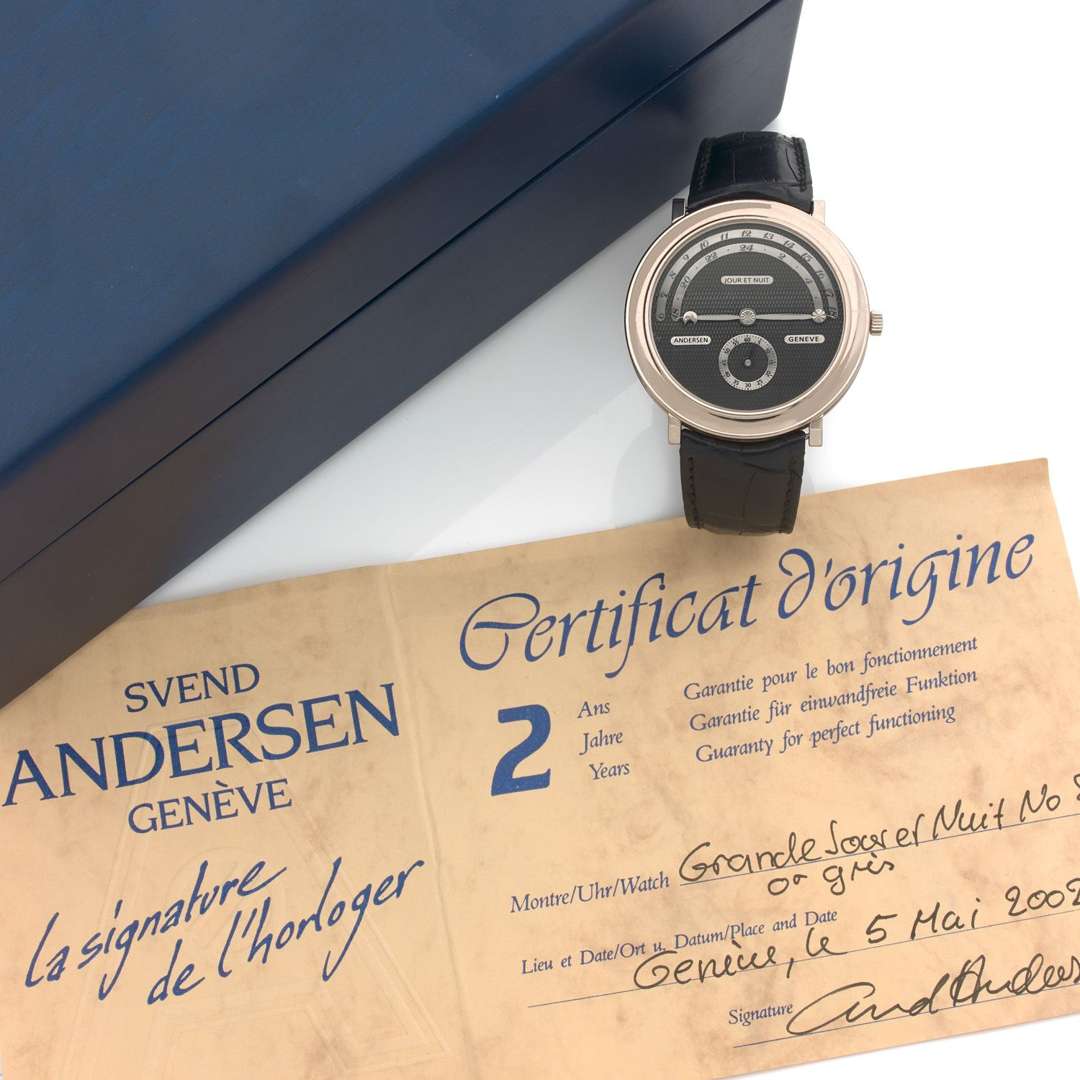 JOUR ET NUIT
ANDERSEN
GENEVE
Certificat d'origine
SVEND
ANDERSEN
GENÈVE
la signature
de l'horloger
2 Ans
Jahre
Years
Garantie pour le bon fonctionnement
Garantie für einwandfreie Funktion
Guaranty for perfect functioning
Montre/Uhr/Watch Grande Jour et Nuit No
or gris
Lieu et Date/Ort u. Datum/Place and Date
Genève, le 5 Mai 2002
Signature